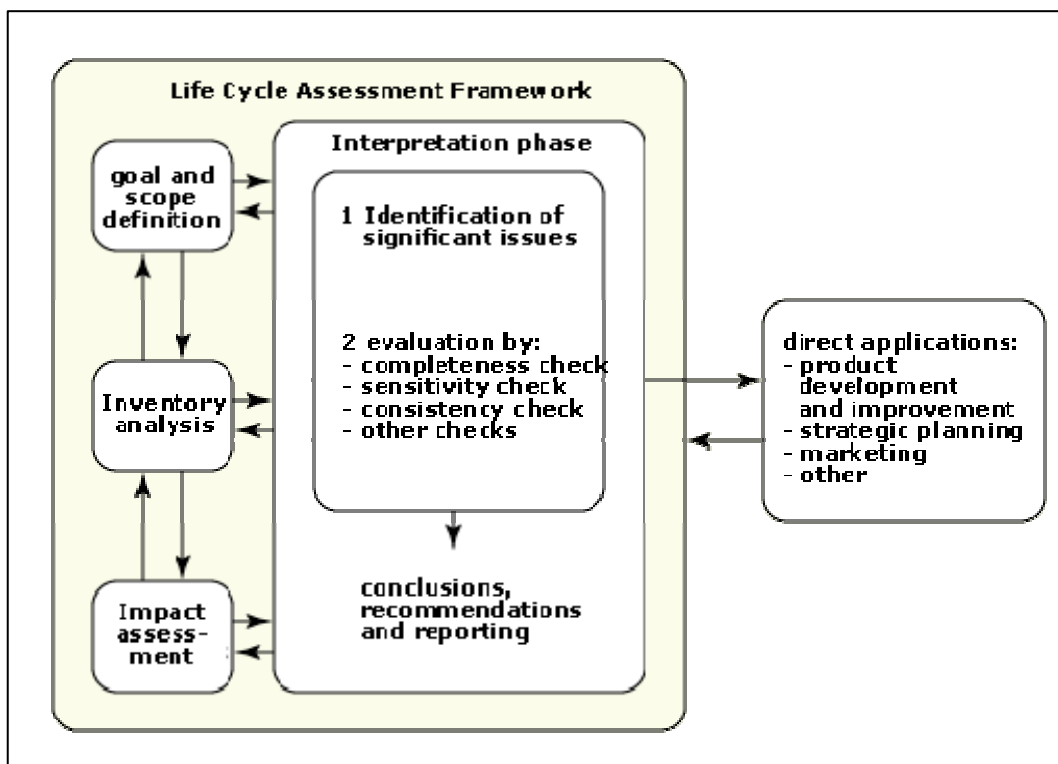 Life Cycle Assessment Framework
goal and
scope
definition
Inventory
analysis
Impact
assess-
ment
Interpretation phase
1 Identification of
significant issues
2 evaluation by:
- completeness check
- sensitivity check
- consistency check
- other checks
conclusions,
recommendations
and reporting
direct applications:
- product
development
and improvement
- strategic planning
- marketing
- other